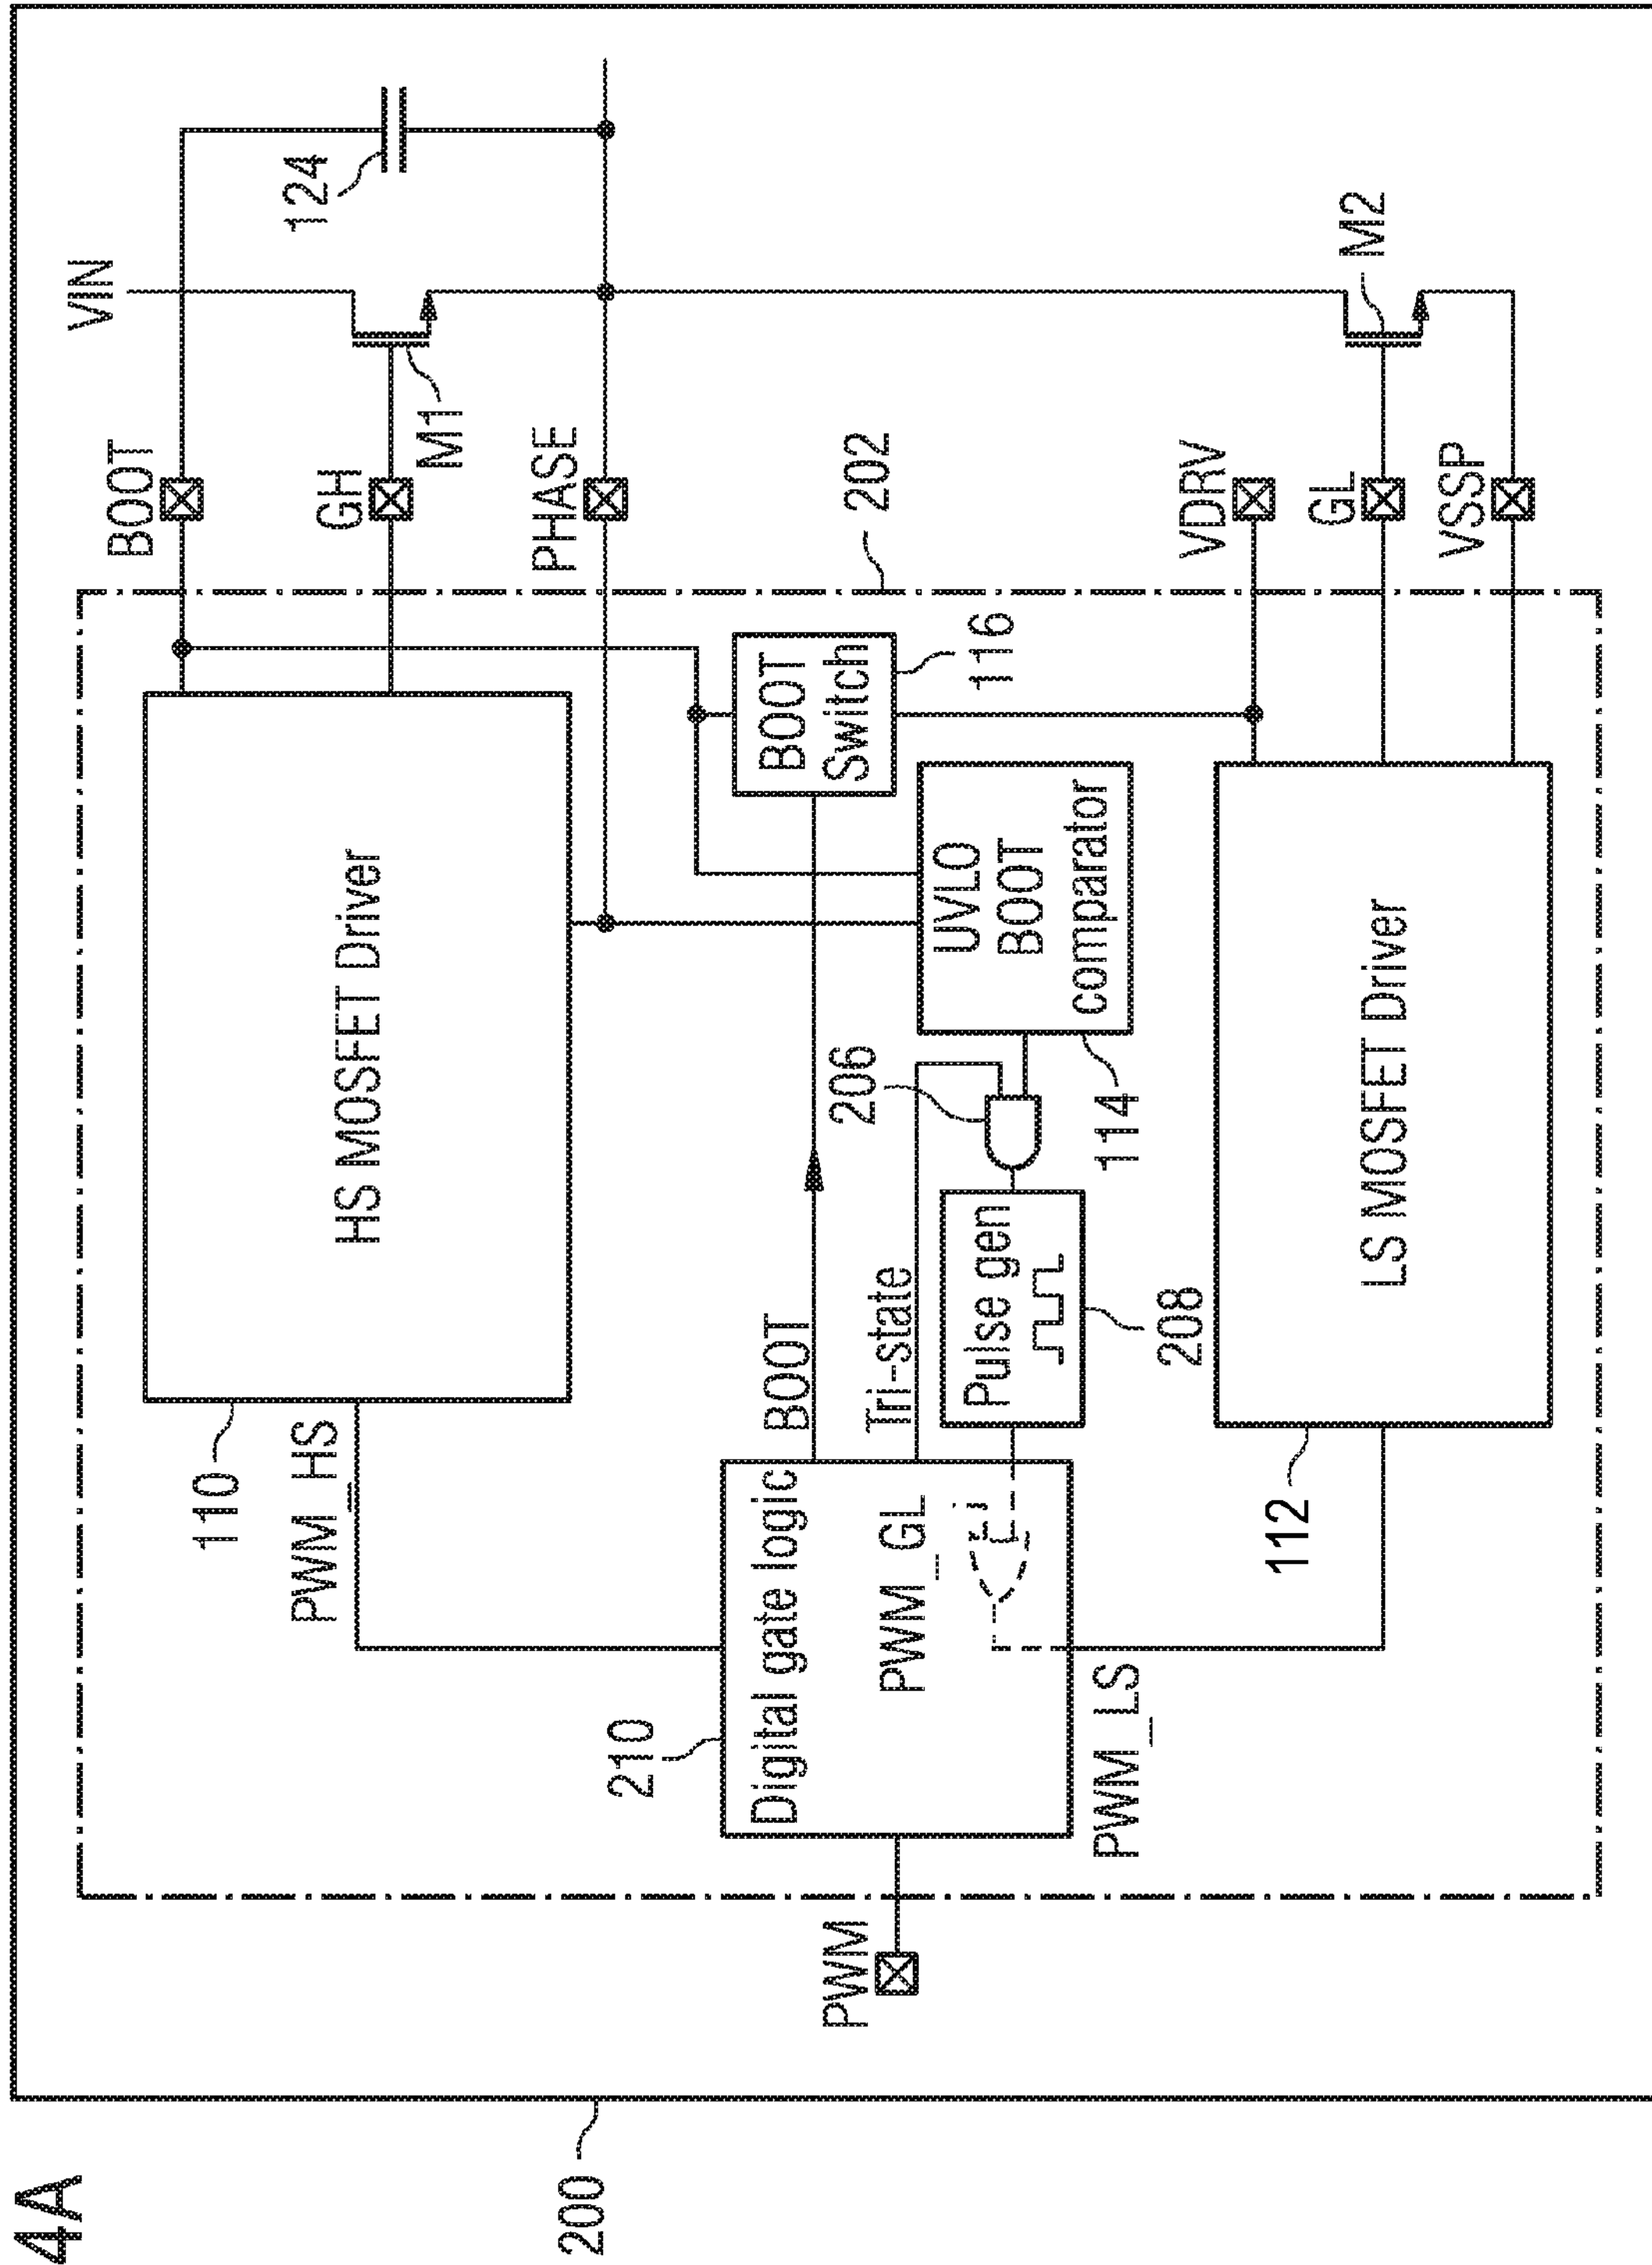 4A
200
VIN
124
BOOT
GH
M1
PHASE
202
VDRV
GL
VSSP
M2
HS MOSFET Driver
110
PWM_HS
BOOT
Switch
116
UVLO
BOOT
comparator
114
206
BOOT
Tri-state
Pulse gen
208
LS MOSFET Driver
112
210
Digital gate logic
PWM_GL
PWM_LS
PWM